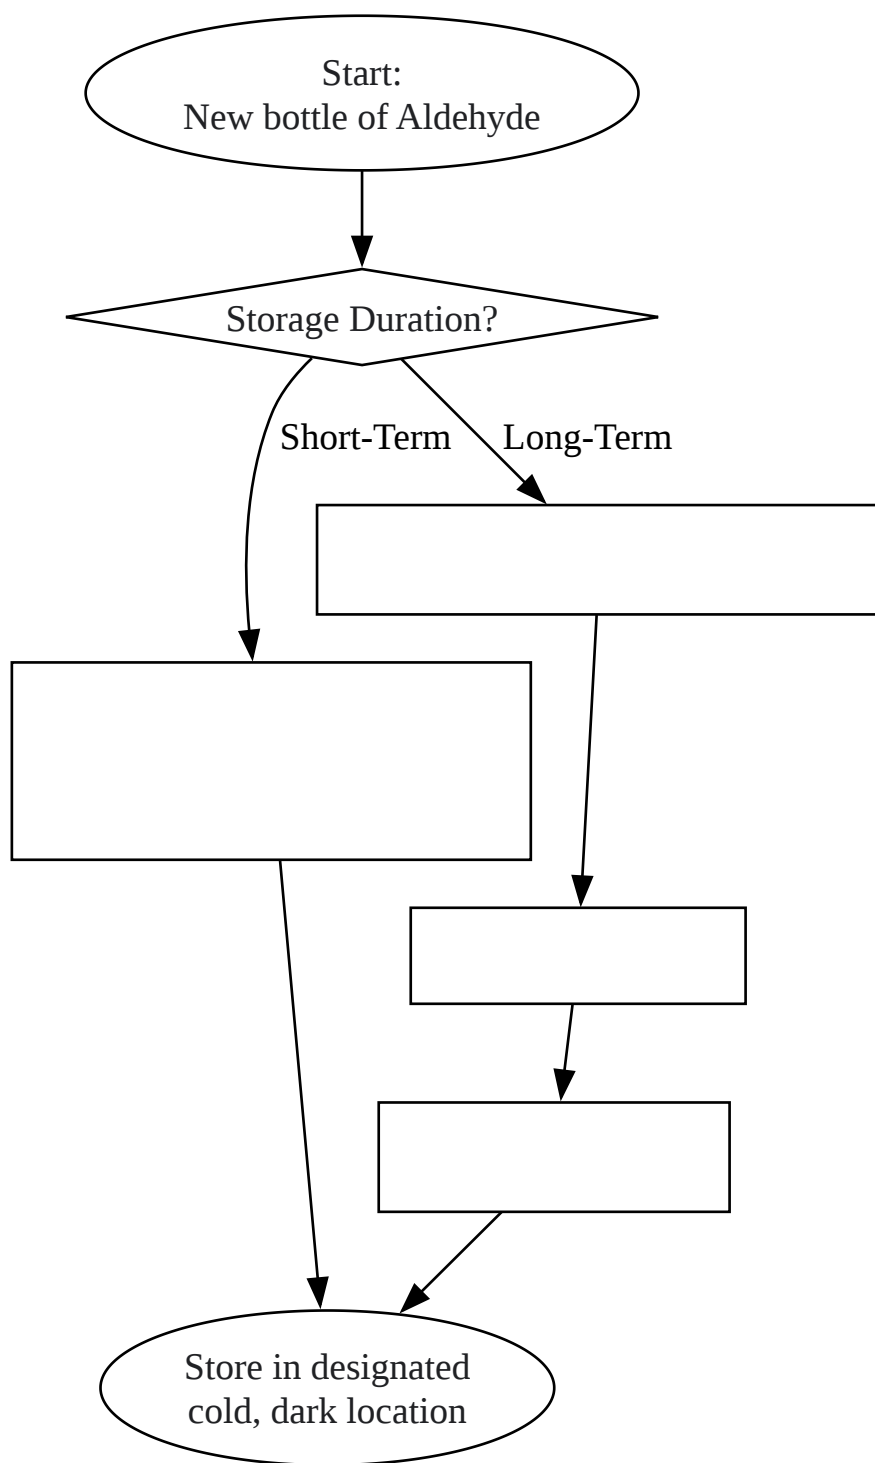 Start:
New bottle of Aldehyde
Storage Duration?
Short-Term
Long-Term
Store in designated
cold, dark location